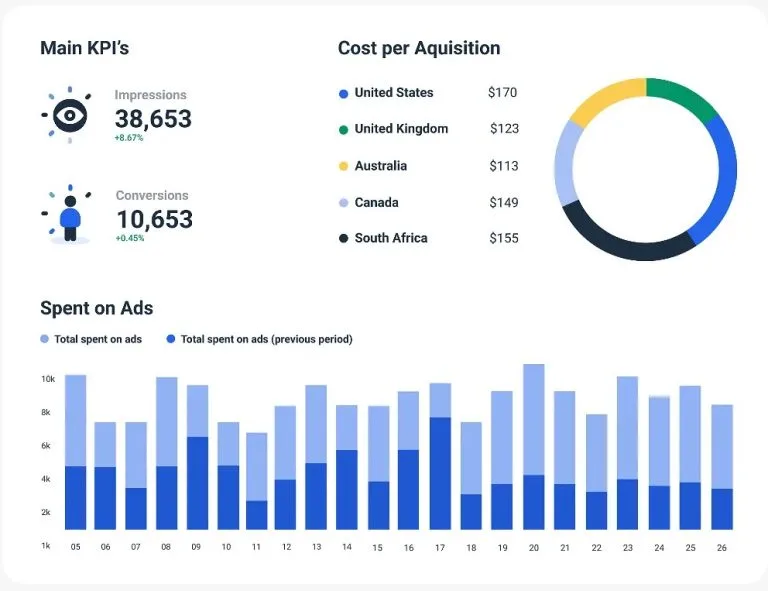 Main KPI's
Impressions
38,653
+8.67%
Conversions
10,653
+0.45%
Cost per Aquisition
United States $170
United Kingdom $123
Australia $113
Canada $149
South Africa $155
Spent on Ads
Total spent on ads Total spent on ads (previous period)
10k
8k
6k
4k
2k
1k 05 06 07 08 09 10 11 12 13 14 15 16 17 18 19 20 21 22 23 24 25 26